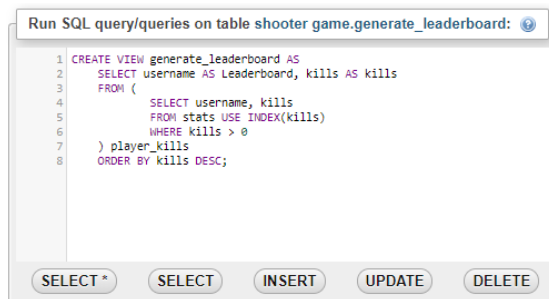 Run SQL query/queries on table shooter game.generate_leaderboard:
1 CREATE VIEW generate_leaderboard AS
2 SELECT username AS Leaderboard, kills AS kills
3 FROM (
4 SELECT username, kills
5 FROM stats USE INDEX(kills)
6 WHERE kills > 0
7 ) player_kills
8 ORDER BY kills DESC;
SELECT * SELECT INSERT UPDATE DELETE